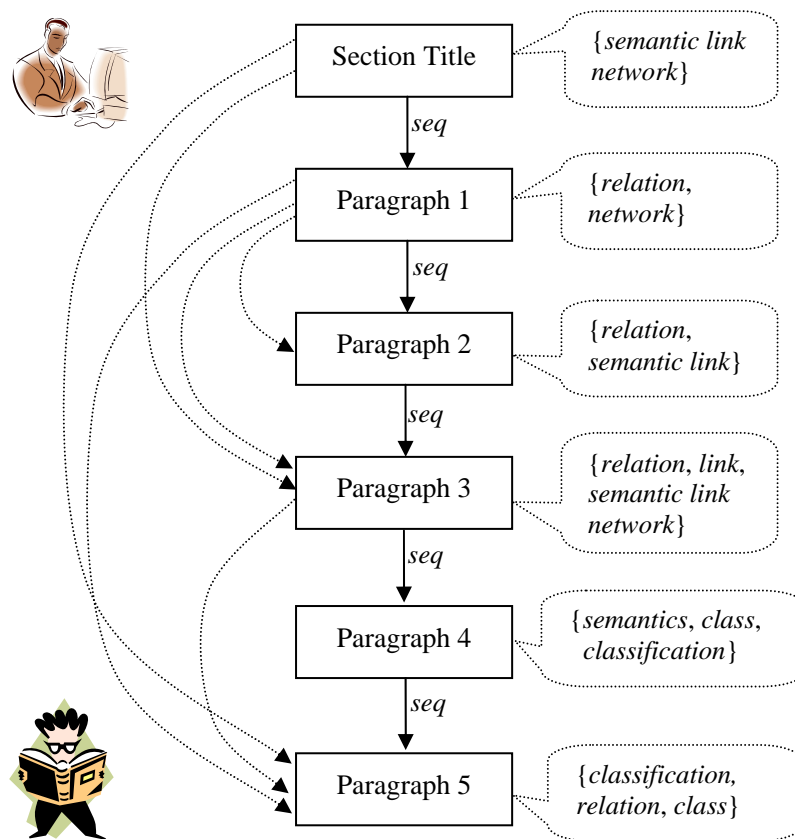 Section Title
{semantic link
network}
seq
Paragraph 1
{relation,
network}
seq
Paragraph 2
{relation,
semantic link}
seq
Paragraph 3
{relation, link,
semantic link
network}
seq
Paragraph 4
{semantics, class,
classification}
seq
Paragraph 5
{classification,
relation, class}